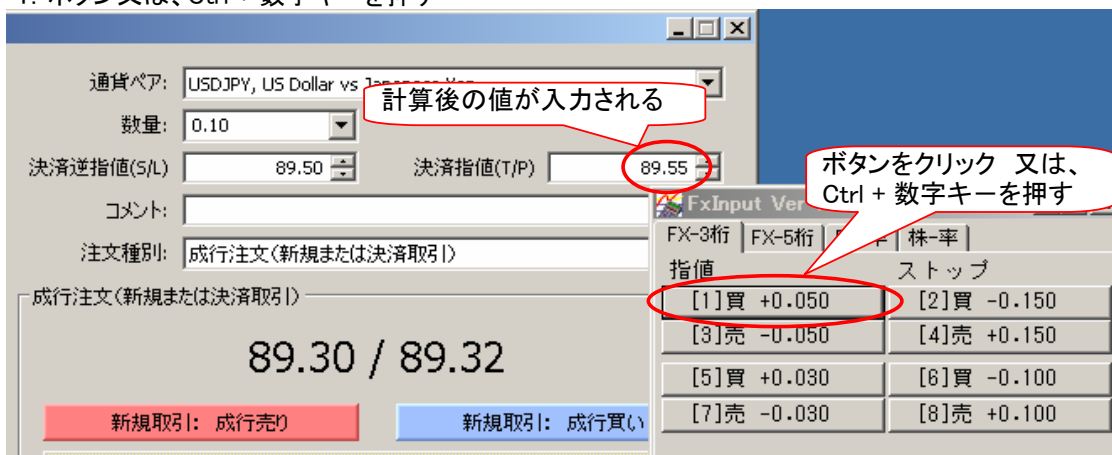 通貨ペア: USDJPY, US Dollar vs Japanese Yen
計算後の値が入力される
数量: 0.10
決済逆指値(S/L) 89.50 決済指値(T/P) 89.55
ボタンをクリック 又は、
Ctrl + 数字キーを押す
コメント:
FxInput Ver
注文種別: 成行注文(新規または決済取引)
FX-3桁 FX-5桁 株-率
指値 ストップ
成行注文(新規または決済取引)
[1]買 +0.050 [2]買 -0.150
[3]売 -0.050 [4]売 +0.150
89.30 / 89.32
[5]買 +0.030 [6]買 -0.100
[7]売 -0.030 [8]売 +0.100
新規取引: 成行売り 新規取引: 成行買い